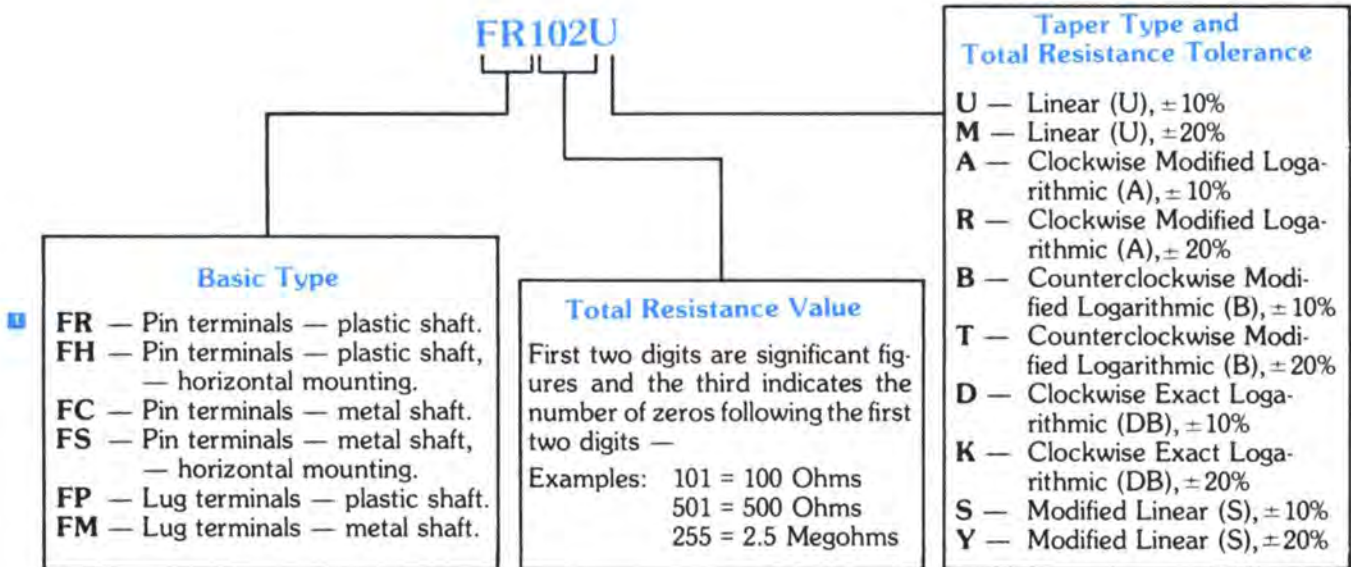 FR102U
Basic Type
FR — Pin terminals — plastic shaft.
FH — Pin terminals — plastic shaft,
— horizontal mounting.
FC — Pin terminals — metal shaft.
FS — Pin terminals — metal shaft,
— horizontal mounting.
FP — Lug terminals — plastic shaft.
FM — Lug terminals — metal shaft.
Total Resistance Value
First two digits are significant fig-
ures and the third indicates the
number of zeros following the first
two digits —
Examples: 101 = 100 Ohms
501 = 500 Ohms
255 = 2.5 Megohms
Taper Type and
Total Resistance Tolerance
U — Linear (U), ±10%
M — Linear (U), ±20%
A — Clockwise Modified Loga-
rithmic (A), ±10%
R — Clockwise Modified Loga-
rithmic (A), ±20%
B — Counterclockwise Modi-
fied Logarithmic (B), ±10%
T — Counterclockwise Modi-
fied Logarithmic (B), ±20%
D — Clockwise Exact Loga-
rithmic (DB), ±10%
K — Clockwise Exact Loga-
rithmic (DB), ±20%
S — Modified Linear (S), ±10%
Y — Modified Linear (S), ±20%